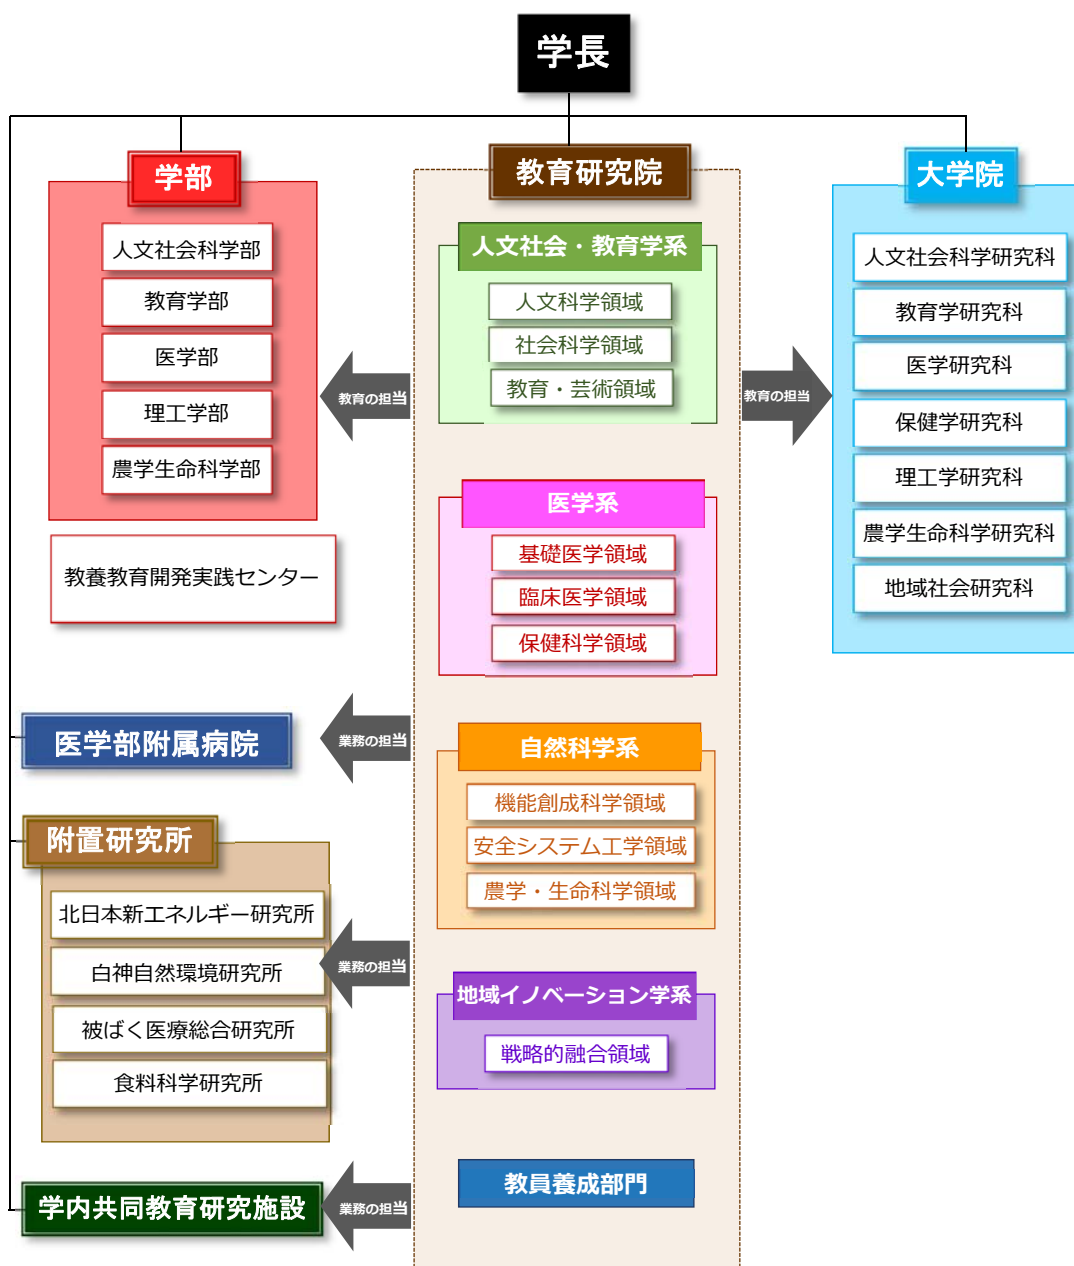 学長
学部
人文社会科学部
教育学部
医学部
理工学部
農学生命科学部
教養教育開発実践センター
医学部附属病院
附置研究所
北日本新エネルギー研究所
白神自然環境研究所
被ばく医療総合研究所
食料科学研究所
学内共同教育研究施設
教育の担当
業務の担当
業務の担当
業務の担当
教育研究院
人文社会・教育学系
人文科学領域
社会科学領域
教育・芸術領域
医学系
基礎医学領域
臨床医学領域
保健科学領域
自然科学系
機能創成科学領域
安全システム工学領域
農学・生命科学領域
地域イノベーション学系
戦略的融合領域
教員養成部門
教育の担当
大学院
人文社会科学研究科
教育学研究科
医学研究科
保健学研究科
理工学研究科
農学生命科学研究科
地域社会研究科